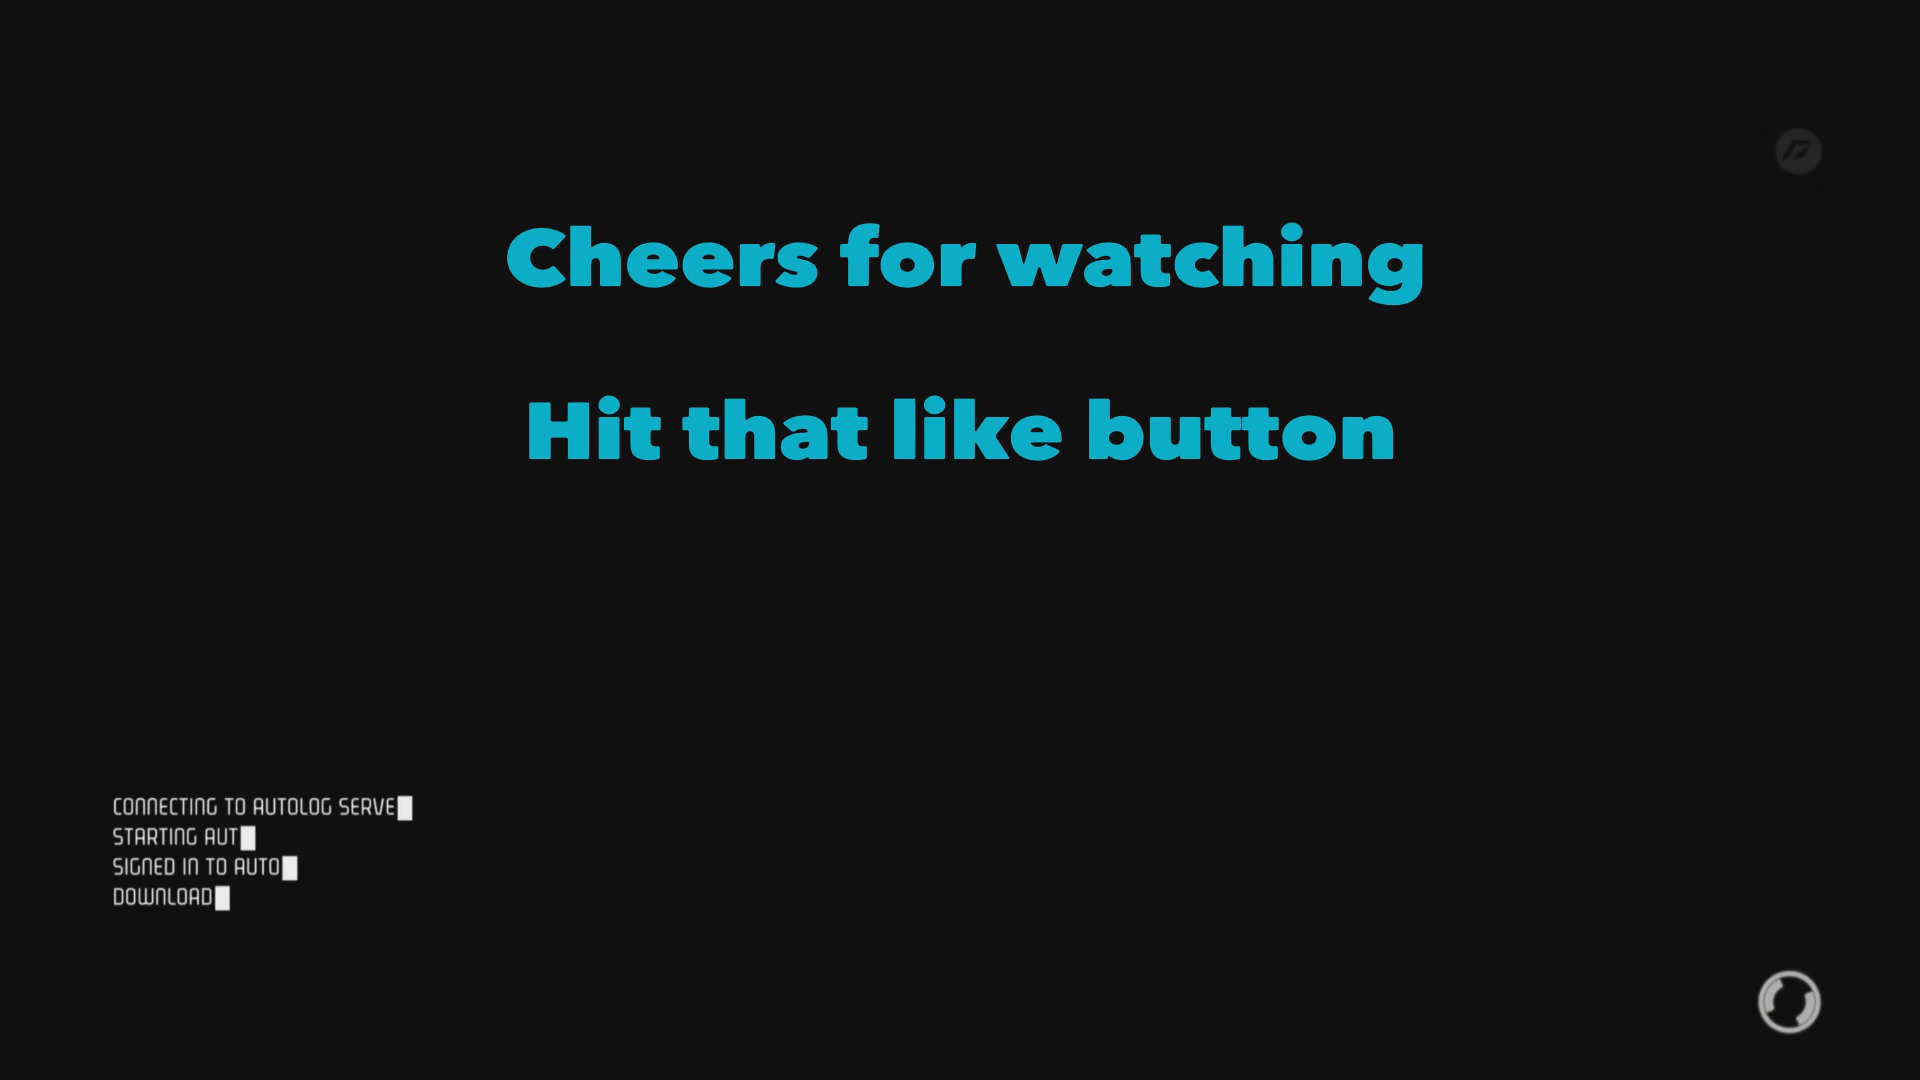 Cheers for watching
Hit that like button
CONNECTING TO AUTOLOG SERVE
STARTING AUT
SIGNED IN TO AUTO
DOWNLOAD